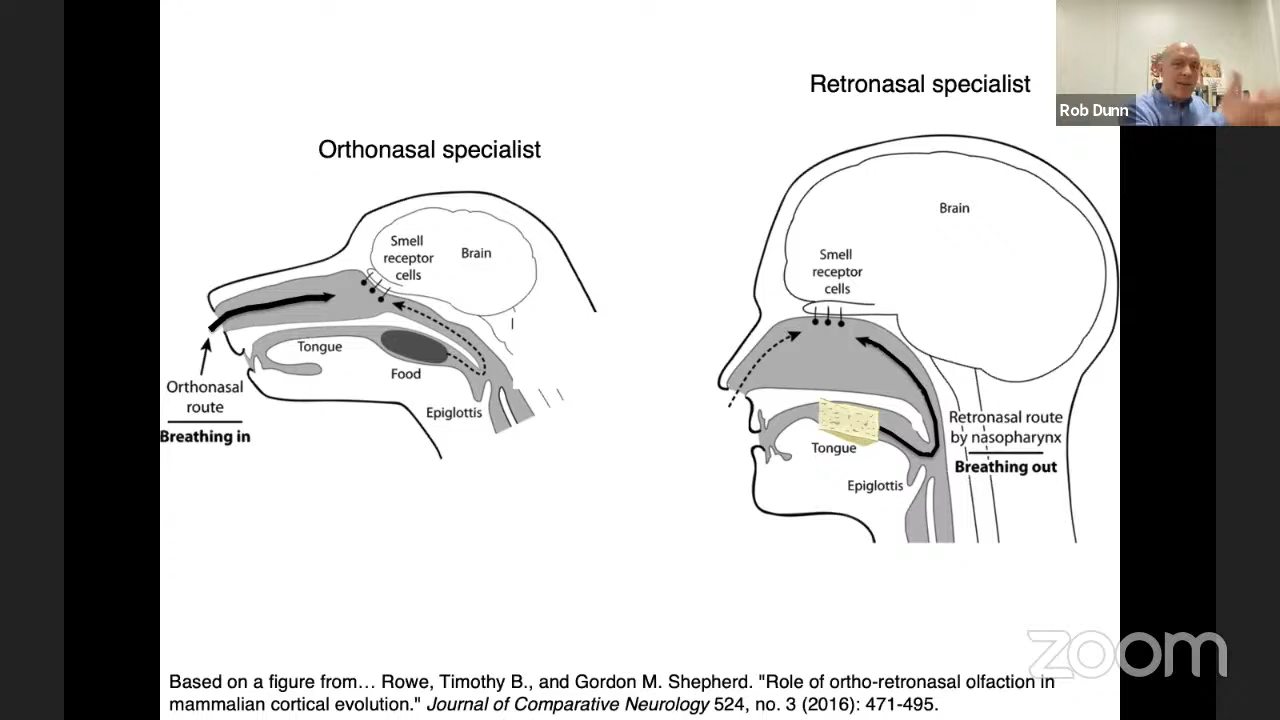 Retronasal specialist
Rob Dunn
Orthonasal specialist
Smell
receptor
cells
Brain
Tongue
Food
Epiglottis
Orthonasal
route
Breathing in
Brain
Smell
receptor
cells
Tongue
Epiglottis
Retronasal route
by nasopharynx
Breathing out
zoom
Based on a figure from... Rowe, Timothy B., and Gordon M. Shepherd. "Role of ortho-retronasal olfaction in
mammalian cortical evolution." Journal of Comparative Neurology 524, no. 3 (2016): 471-495.